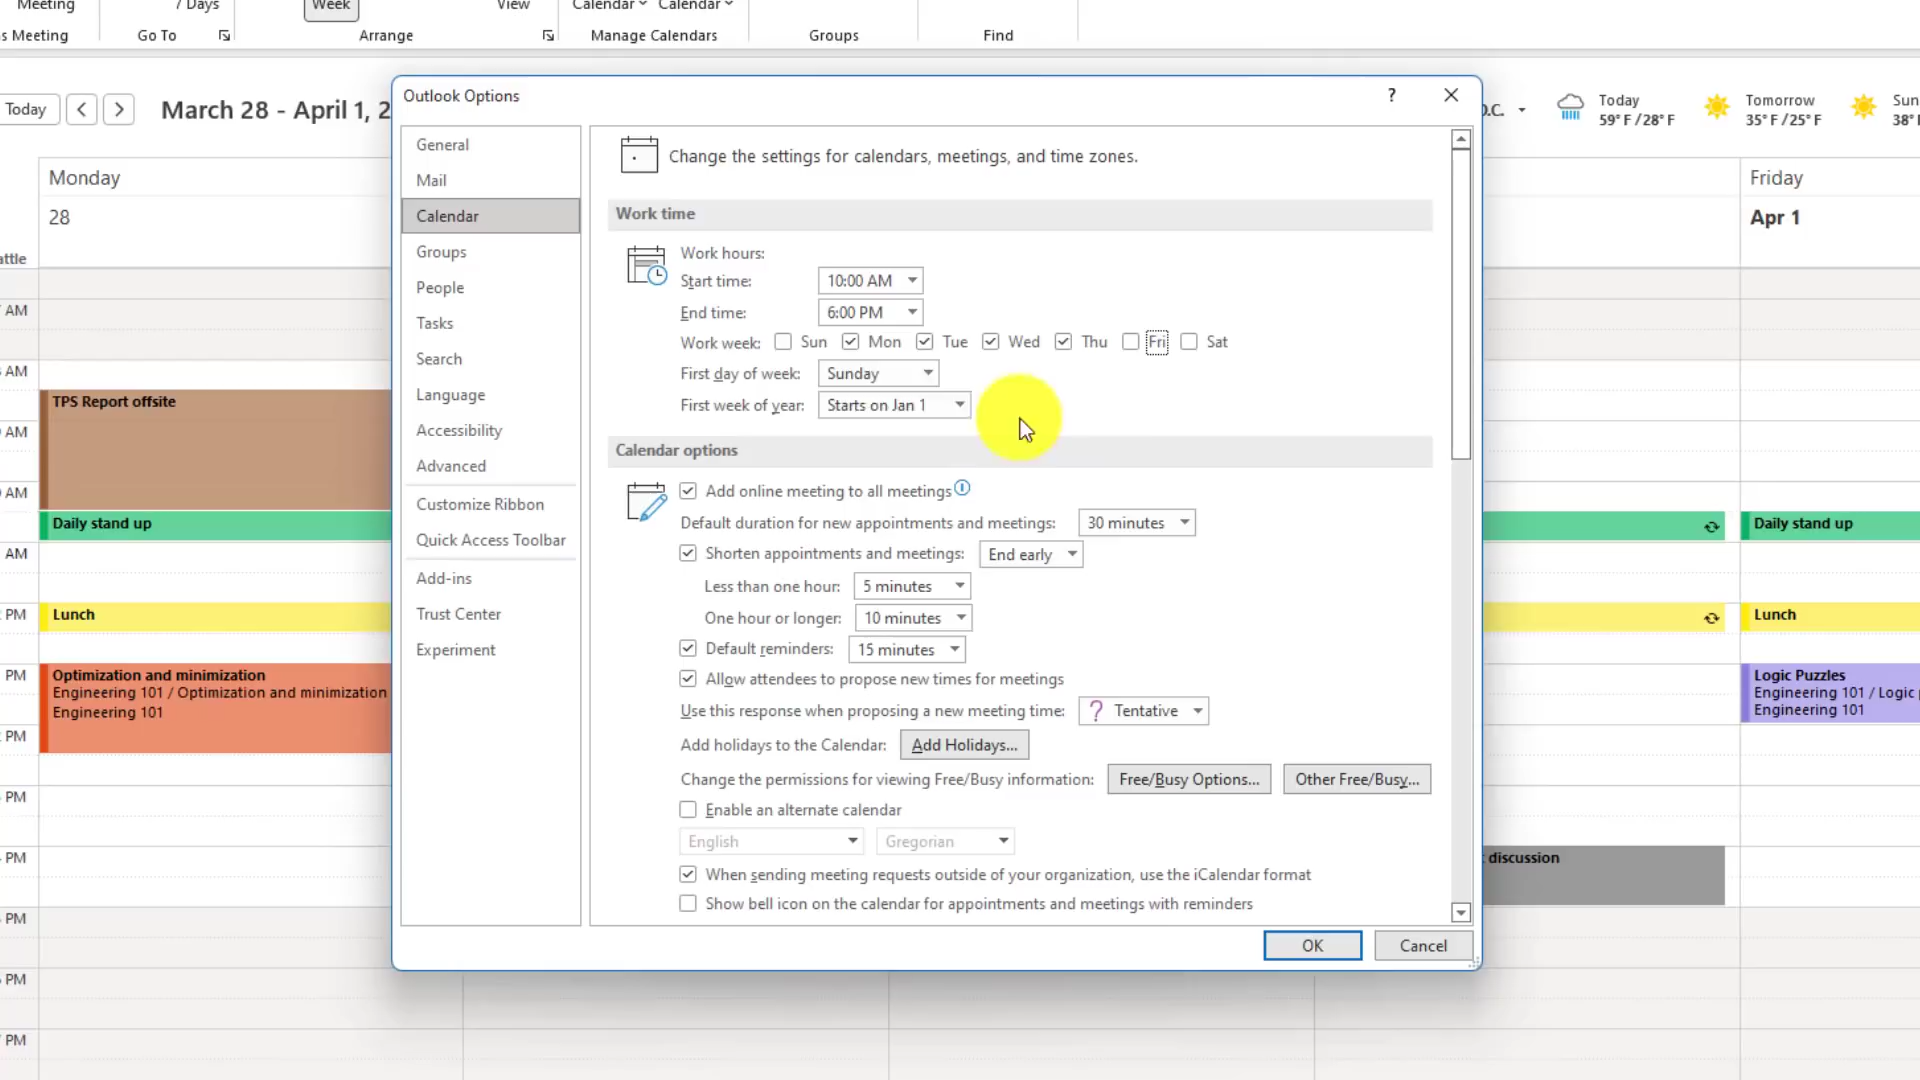 Meeting
7 Days
Week
View
Calendar
Calendar
s Meeting
Go To
Arrange
Manage Calendars
Groups
Find
Today
March 28 - April 1, 2
Today
59° F /28° F
Tomorrow
35° F /25° F
Sun
38°
Monday
28
Friday
Apr 1
attle
AM
AM
AM
AM
AM
PM
PM
PM
PM
PM
PM
PM
PM
TPS Report offsite
Daily stand up
Lunch
Optimization and minimization
Engineering 101 / Optimization and minimization
Engineering 101
Outlook Options
?
General
Mail
Calendar
Groups
People
Tasks
Search
Language
Accessibility
Advanced
Customize Ribbon
Quick Access Toolbar
Add-ins
Trust Center
Experiment
Change the settings for calendars, meetings, and time zones.
Work time
Work hours:
Start time: 10:00 AM
End time: 6:00 PM
Work week: Sun Mon Tue Wed Thu Fri Sat
First day of week: Sunday
First week of year: Starts on Jan 1
Calendar options
Add online meeting to all meetings
Default duration for new appointments and meetings: 30 minutes
Shorten appointments and meetings: End early
Less than one hour: 5 minutes
One hour or longer: 10 minutes
Default reminders: 15 minutes
Allow attendees to propose new times for meetings
Use this response when proposing a new meeting time: ? Tentative
Add holidays to the Calendar: Add Holidays...
Change the permissions for viewing Free/Busy information: Free/Busy Options... Other Free/Busy...
Enable an alternate calendar
English Gregorian
When sending meeting requests outside of your organization, use the iCalendar format
Show bell icon on the calendar for appointments and meetings with reminders
OK Cancel
discussion
Daily stand up
Lunch
Logic Puzzles
Engineering 101 / Logic
Engineering 101